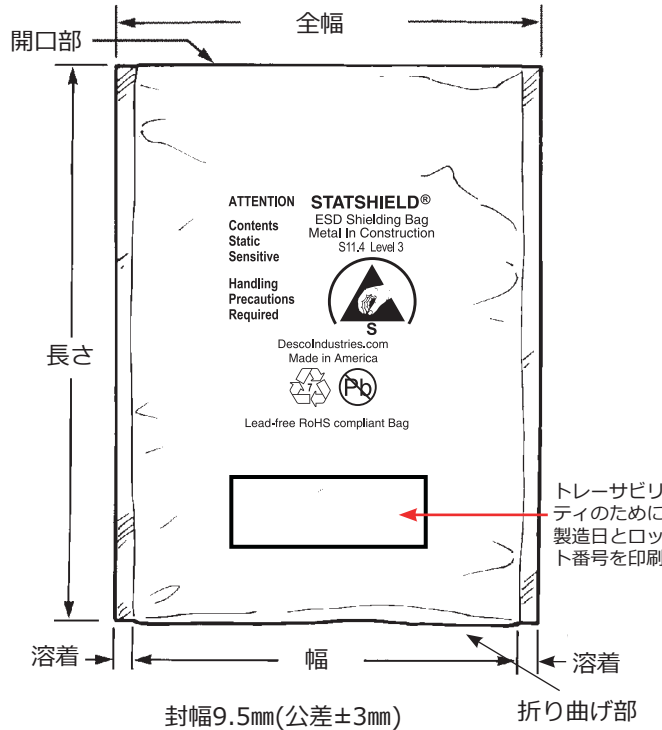 全幅
開口部
ATTENTION
Contents
Static
Sensitive
Handling
Precautions
Required
STATSHIELD®
ESD Shielding Bag
Metal In Construction
S11.4 Level 3
S
DescoIndustries.com
Made in America
7
Pb
Lead-free RoHS compliant Bag
長さ
トレーサビリ
ティのために
製造日とロッ
ト番号を印刷
溶着
幅
溶着
封幅9.5㎜(公差±3㎜)
折り曲げ部